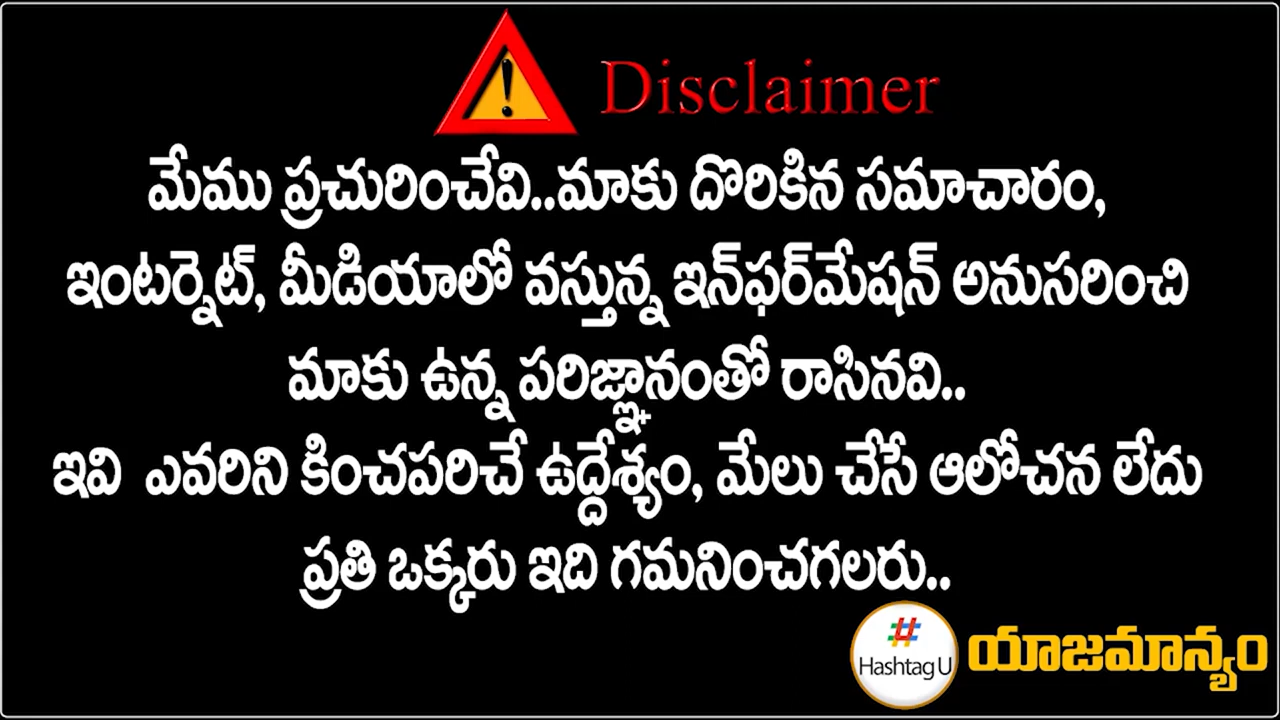 Disclaimer
మేము ప్రచురించేవి..మాకు దొరికిన సమాచారం,
ఇంటర్నెట్, మీడియాలో వస్తున్న ఇన్‌ఫర్‌మేషన్ అనుసరించి
మాకు ఉన్న పరిజ్ఞానంతో రాసినవి..
ఇవి ఎవరిని కించపరిచే ఉద్దేశ్యం, మేలు చేసే ఆలోచన లేదు
ప్రతి ఒక్కరు ఇది గమనించగలరు..
#
Hashtag U
యాజమాన్యం